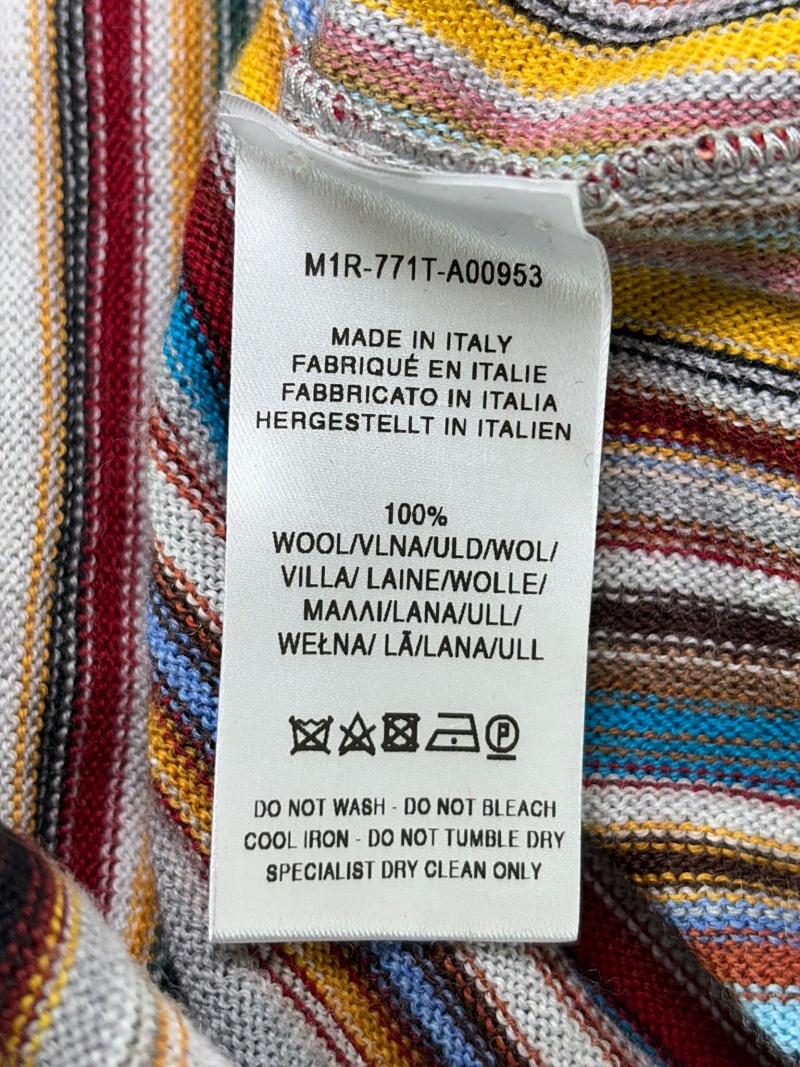 M1R-771T-A00953
MADE IN ITALY
FABRIQUÉ EN ITALIE
FABBRICATO IN ITALIA
HERGESTELLT IN ITALIEN
100%
WOOL/VLNA/ULD/WOL/
VILLA/ LAINE/WOLLE/
ΜΑΛΛΙ/LANA/ULL/
WEŁNA/ LÃ/LANA/ULL
P
DO NOT WASH - DO NOT BLEACH
COOL IRON - DO NOT TUMBLE DRY
SPECIALIST DRY CLEAN ONLY